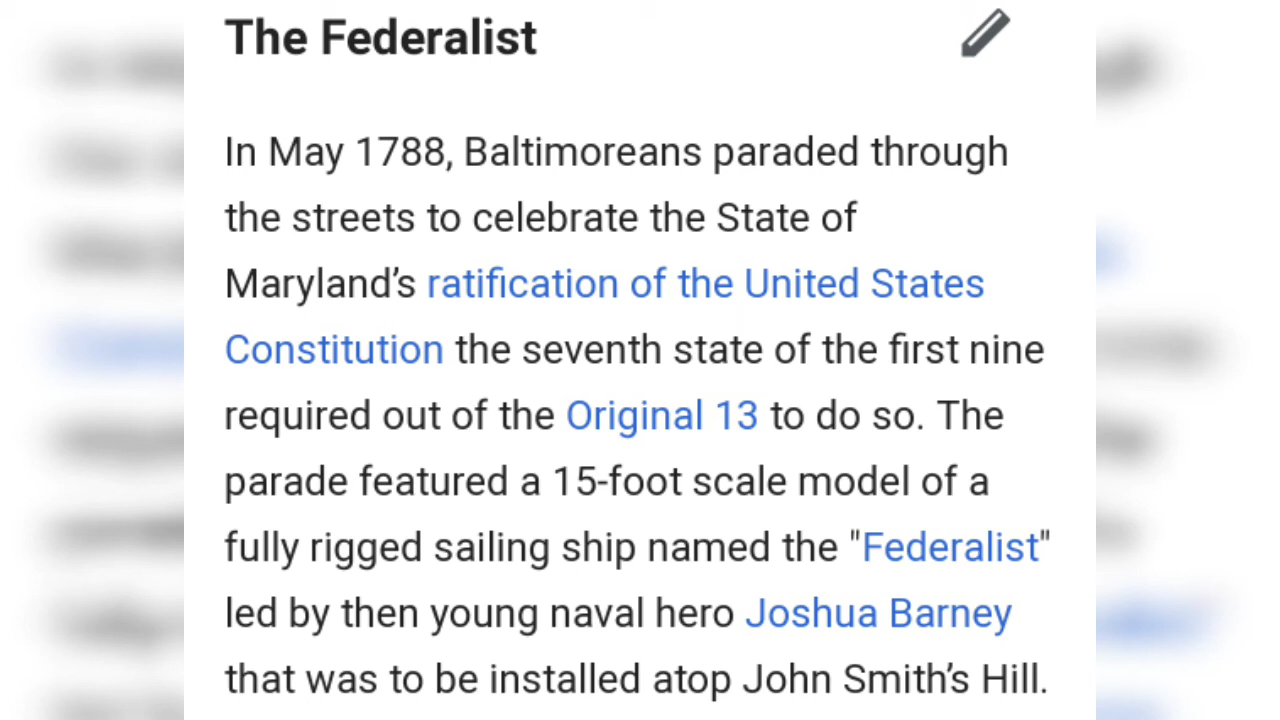 The Federalist
In May 1788, Baltimoreans paraded through
the streets to celebrate the State of
Maryland’s ratification of the United States
Constitution the seventh state of the first nine
required out of the Original 13 to do so. The
parade featured a 15-foot scale model of a
fully rigged sailing ship named the "Federalist"
led by then young naval hero Joshua Barney
that was to be installed atop John Smith’s Hill.